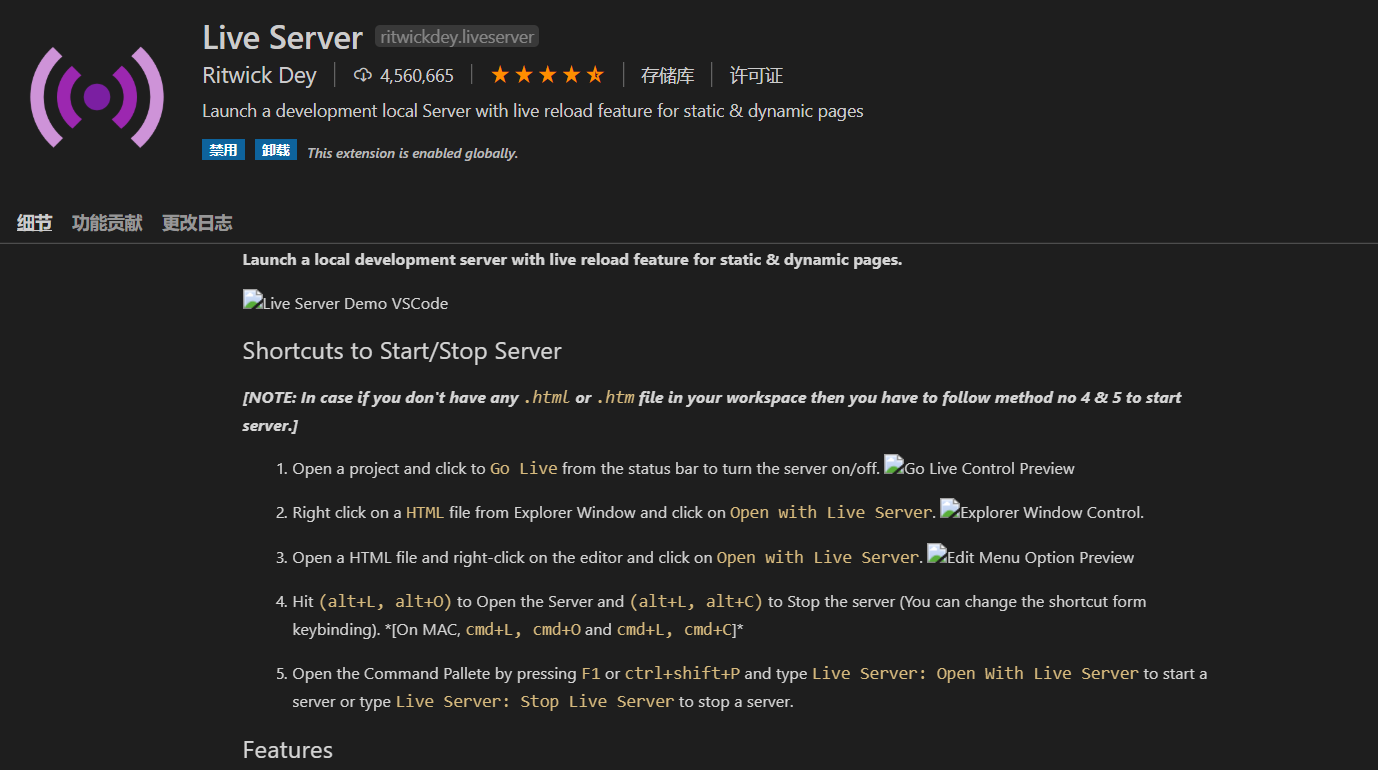 Live Server ritwickdey.liveserver
Ritwick Dey 4,560,665 存储库 许可证
Launch a development local Server with live reload feature for static & dynamic pages
禁用 卸载 This extension is enabled globally.
细节 功能贡献 更改日志
Launch a local development server with live reload feature for static & dynamic pages.
Live Server Demo VSCode
Shortcuts to Start/Stop Server
[NOTE: In case if you don't have any .html or .htm file in your workspace then you have to follow method no 4 & 5 to start
server.]
1. Open a project and click to Go Live from the status bar to turn the server on/off. Go Live Control Preview
2. Right click on a HTML file from Explorer Window and click on Open with Live Server. Explorer Window Control.
3. Open a HTML file and right-click on the editor and click on Open with Live Server. Edit Menu Option Preview
4. Hit (alt+L, alt+O) to Open the Server and (alt+L, alt+C) to Stop the server (You can change the shortcut form
keybinding). *[On MAC, cmd+L, cmd+O and cmd+L, cmd+C]*
5. Open the Command Pallete by pressing F1 or ctrl+shift+P and type Live Server: Open With Live Server to start a
server or type Live Server: Stop Live Server to stop a server.
Features